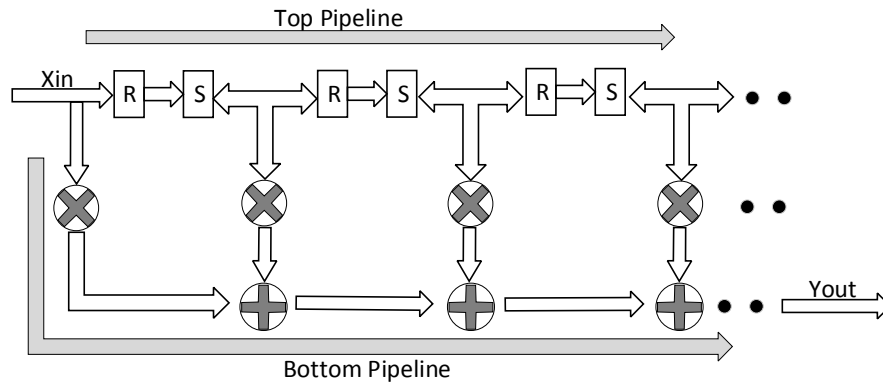 Top Pipeline
Xin
R S R S R S
Yout
Bottom Pipeline